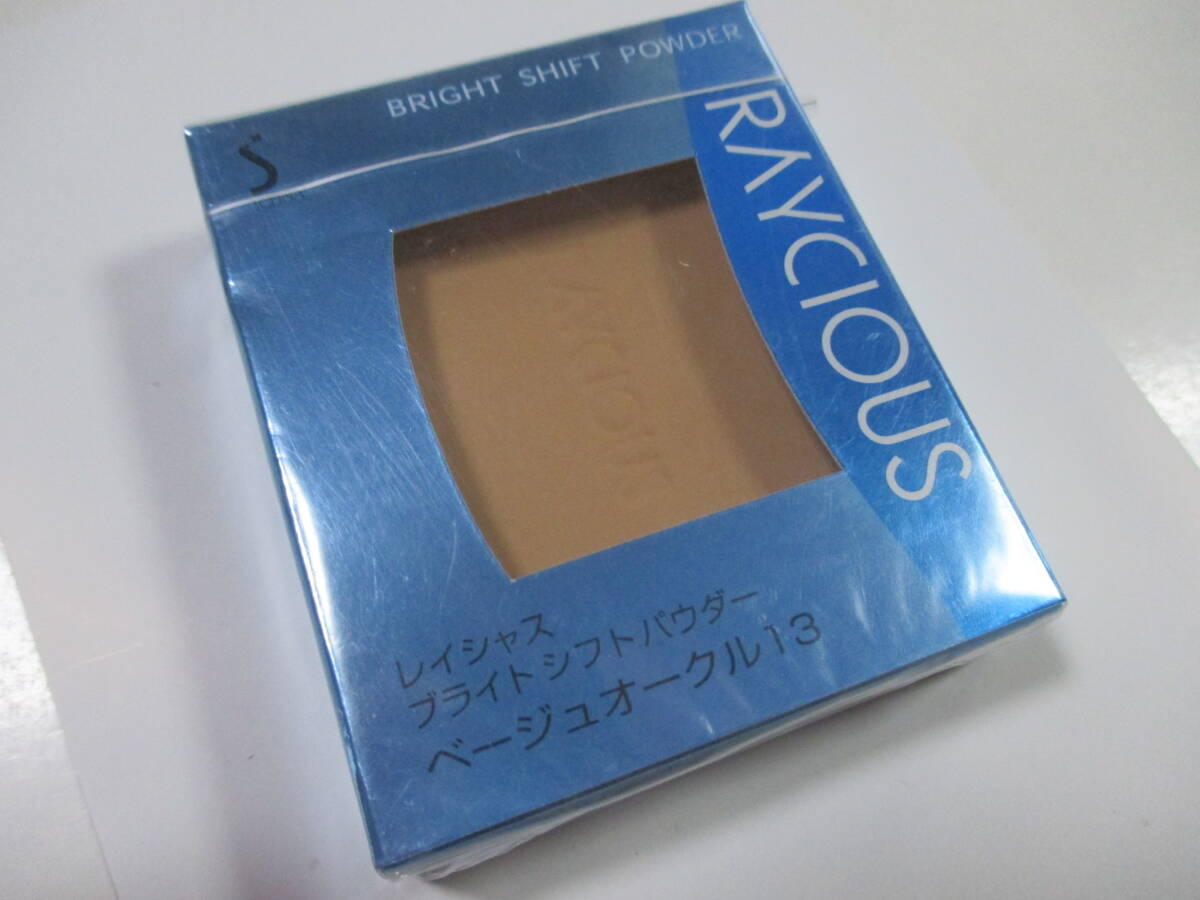 BRIGHT SHIFT POWDER
RAYCIOUS
S
レイシャス
ブライトシフトパウダー
ベージュオークル13